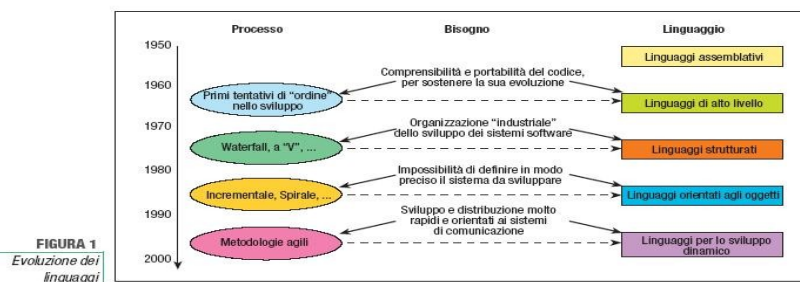 Processo Bisogno Linguaggio
1950
Linguaggi assemblativi
1960
Primi tentativi di “ordine”
nello sviluppo
Comprensibilità e portabilità del codice,
per sostenere la sua evoluzione
Linguaggi di alto livello
1970
Waterfall, a “V”, ...
Organizzazione “industriale”
dello sviluppo dei sistemi software
Linguaggi strutturati
1980
Incrementale, Spirale, ...
Impossibilità di definire in modo
preciso il sistema da sviluppare
Linguaggi orientati agli oggetti
1990
Metodologie agili
Sviluppo e distribuzione molto
rapidi e orientati ai sistemi
di comunicazione
Linguaggi per lo sviluppo
dinamico
2000
FIGURA 1
Evoluzione dei
linguaggi